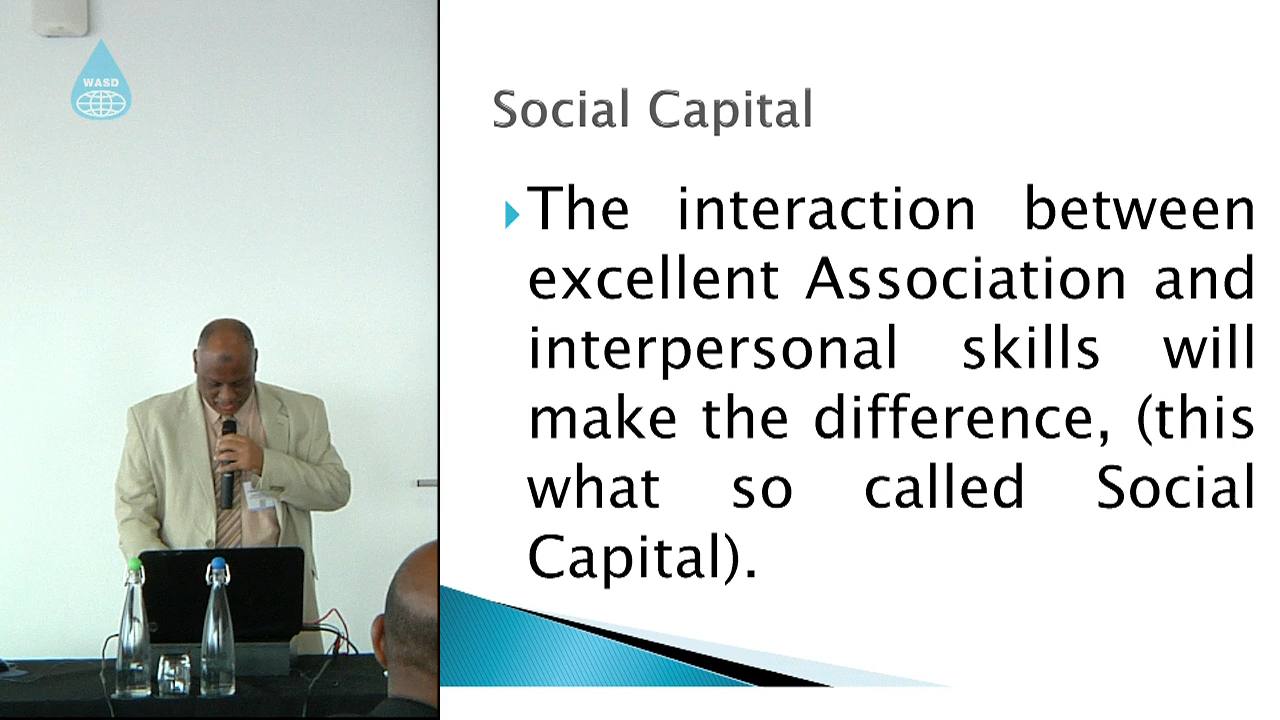 WASD
Social Capital
The interaction between
excellent Association and
interpersonal skills will
make the difference, (this
what so called Social
Capital).